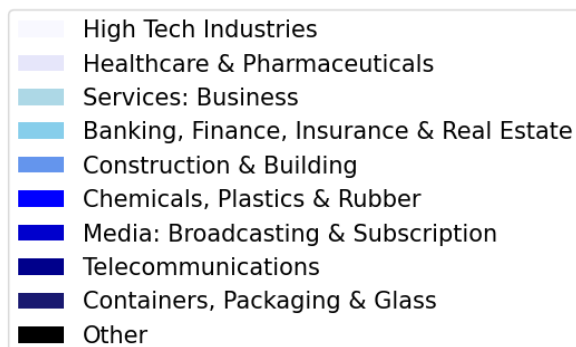 High Tech Industries
Healthcare & Pharmaceuticals
Services: Business
Banking, Finance, Insurance & Real Estate
Construction & Building
Chemicals, Plastics & Rubber
Media: Broadcasting & Subscription
Telecommunications
Containers, Packaging & Glass
Other